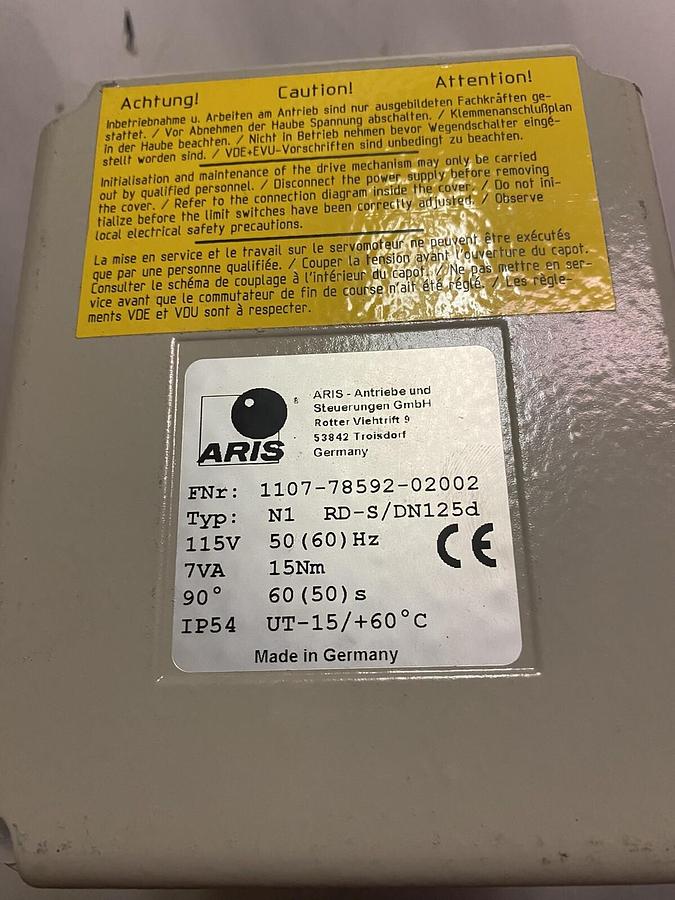 Achtung! Caution! Attention!
Inbetriebnahme u. Arbeiten am Antrieb sind nur ausgebildeten Fachkräften ge-
stattet. / Vor Abnehmen der Haube Spannung abschalten. / Klemmenanschlußplan
in der Haube beachten. / Nicht in Betrieb nehmen bevor Wegendschalter einge-
stellt worden sind. / VDE+EVU-Vorschriften sind unbedingt zu beachten.
Initialisation and maintenance of the drive mechanism may only be carried
out by qualified personnel. / Disconnect the power supply before removing
the cover. / Refer to the connection diagram inside the cover. / Do not ini-
tialize before the limit switches have been correctly adjusted. / Observe
local electrical safety precautions.
La mise en service et le travail sur le servomoteur ne peuvent être exécutés
que par une personne qualifiée. / Couper la tension avant l'ouverture du capot.
Consulter le schéma de couplage à l'intérieur du capot. / Ne pas mettre en ser-
vice avant que le commutateur de fin de course n'ait été réglé. / Les règle-
ments VDE et VDU sont à respecter.
ARIS ®
ARIS - Antriebe und
Steuerungen GmbH
Rotter Viehtrift 9
53842 Troisdorf
Germany
FNr: 1107-78592-02002
Typ: N1 RD-S/DN125d
115V 50(60)Hz CE
7VA 15Nm
90° 60(50)s
IP54 UT-15/+60°C
Made in Germany